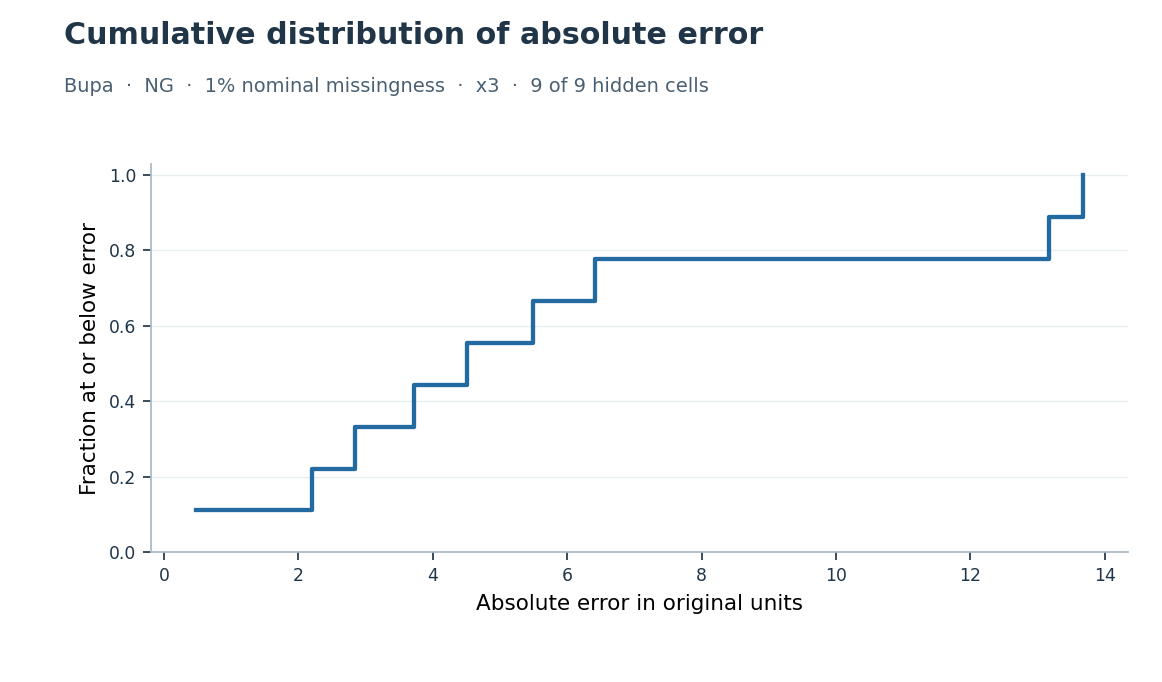 Cumulative distribution of absolute error
Bupa · NG · 1% nominal missingness · x3 · 9 of 9 hidden cells
Fraction at or below error
1.0
0.8
0.6
0.4
0.2
0.0
0 2 4 6 8 10 12 14
Absolute error in original units